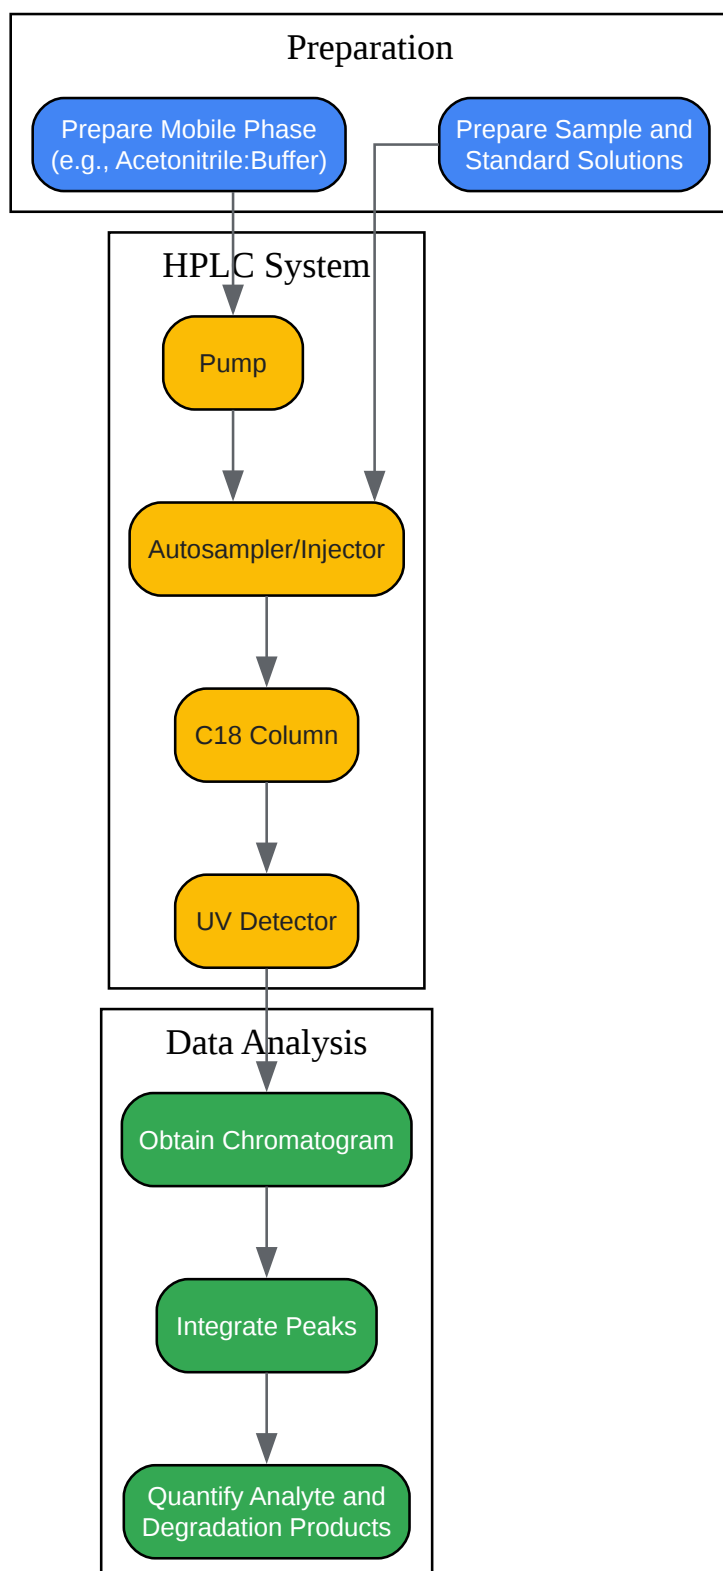 Preparation
Prepare Mobile Phase
(e.g., Acetonitrile:Buffer)
Prepare Sample and
Standard Solutions
HPLC System
Pump
Autosampler/Injector
C18 Column
UV Detector
Data Analysis
Obtain Chromatogram
Integrate Peaks
Quantify Analyte and
Degradation Products